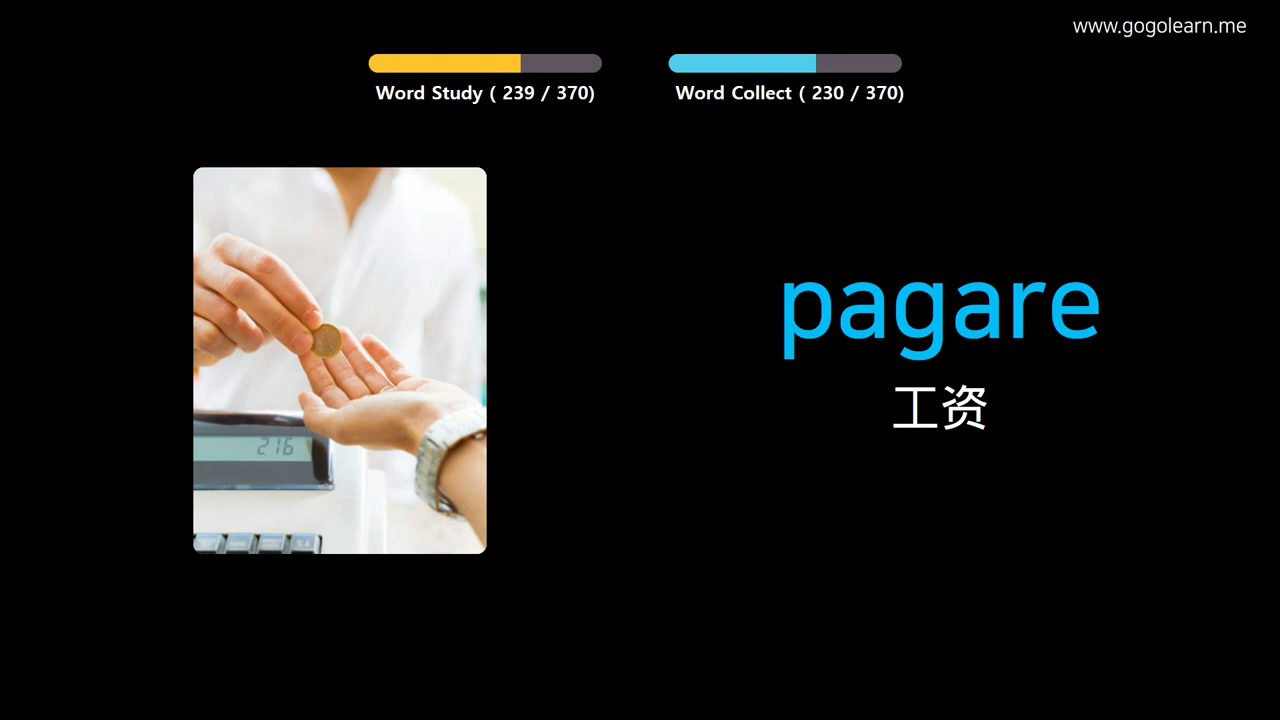 www.gogolearn.me
Word Study ( 239 / 370)
Word Collect ( 230 / 370)
216
pagare
工资